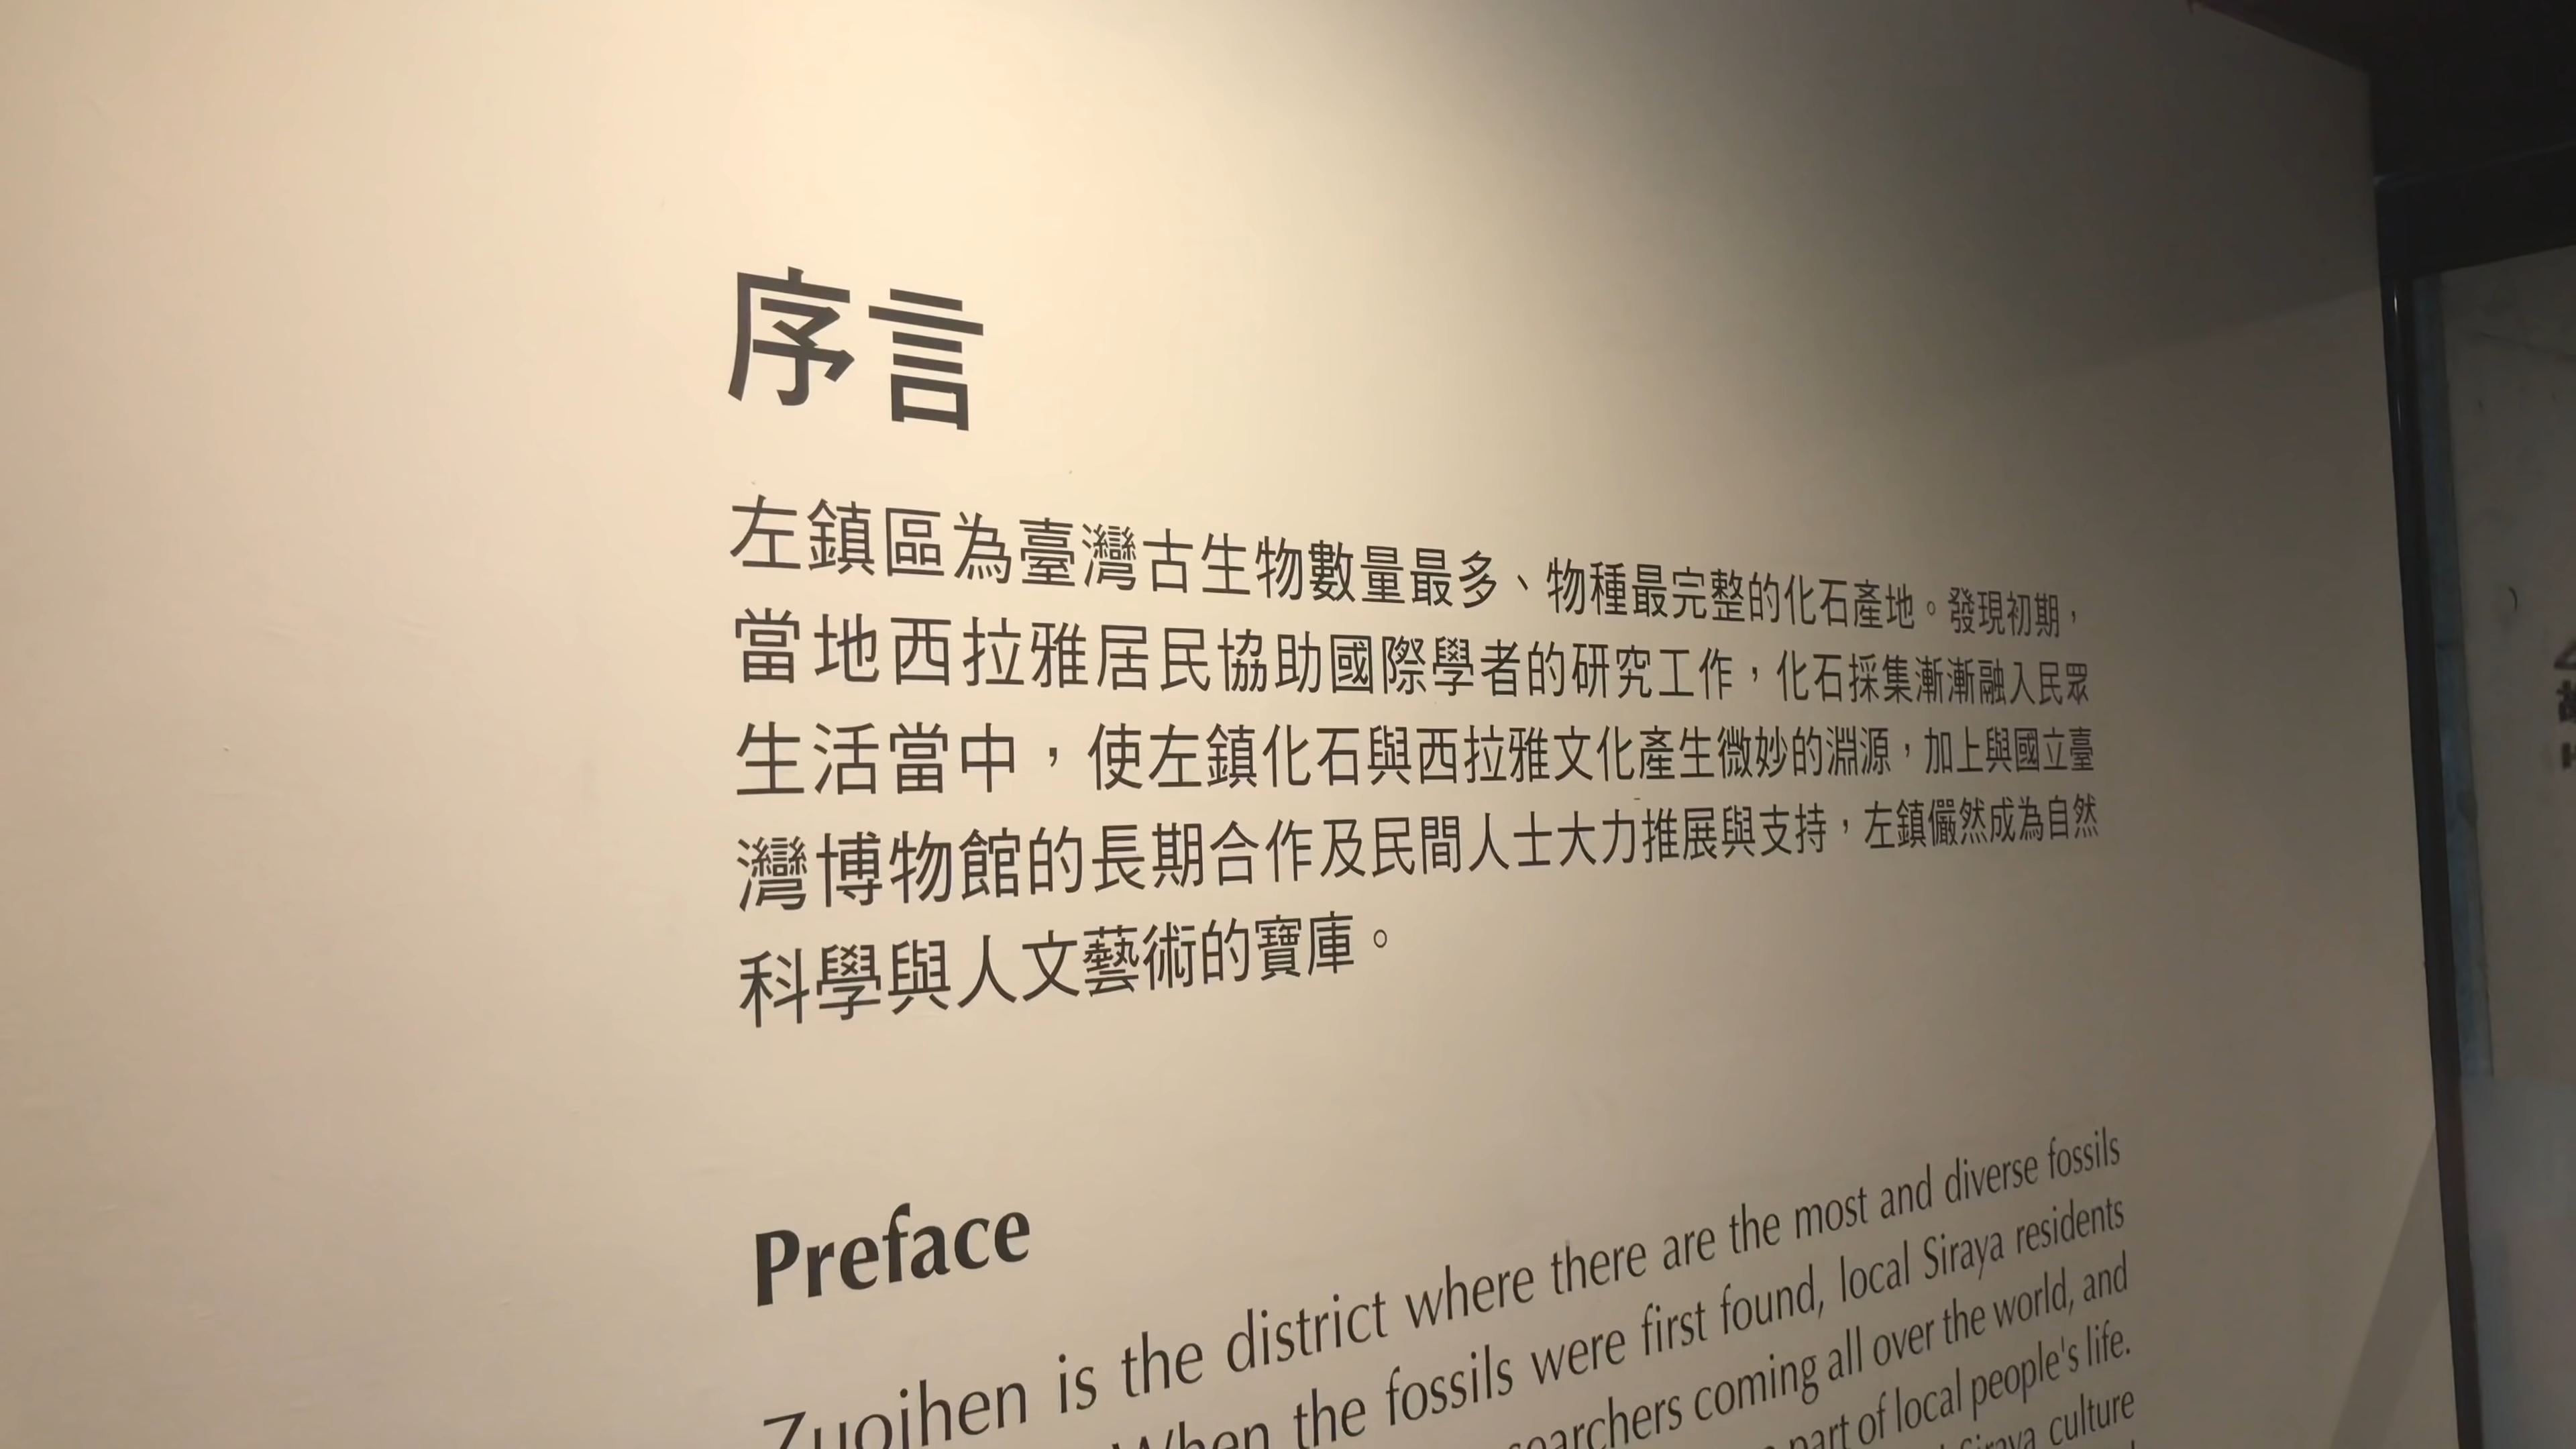 序言
左鎮區為臺灣古生物數量最多、物種最完整的化石產地。發現初期，
當地西拉雅居民協助國際學者的研究工作，化石採集漸漸融入民眾
生活當中，使左鎮化石與西拉雅文化產生微妙的淵源，加上與國立臺
灣博物館的長期合作及民間人士大力推展與支持，左鎮儼然成為自然
科學與人文藝術的寶庫。
Preface
Zuojhen is the district where there are the most and diverse fossils
When the fossils were first found, local Siraya residents
coming all over the world, and
part of local people's life.
Siraya culture